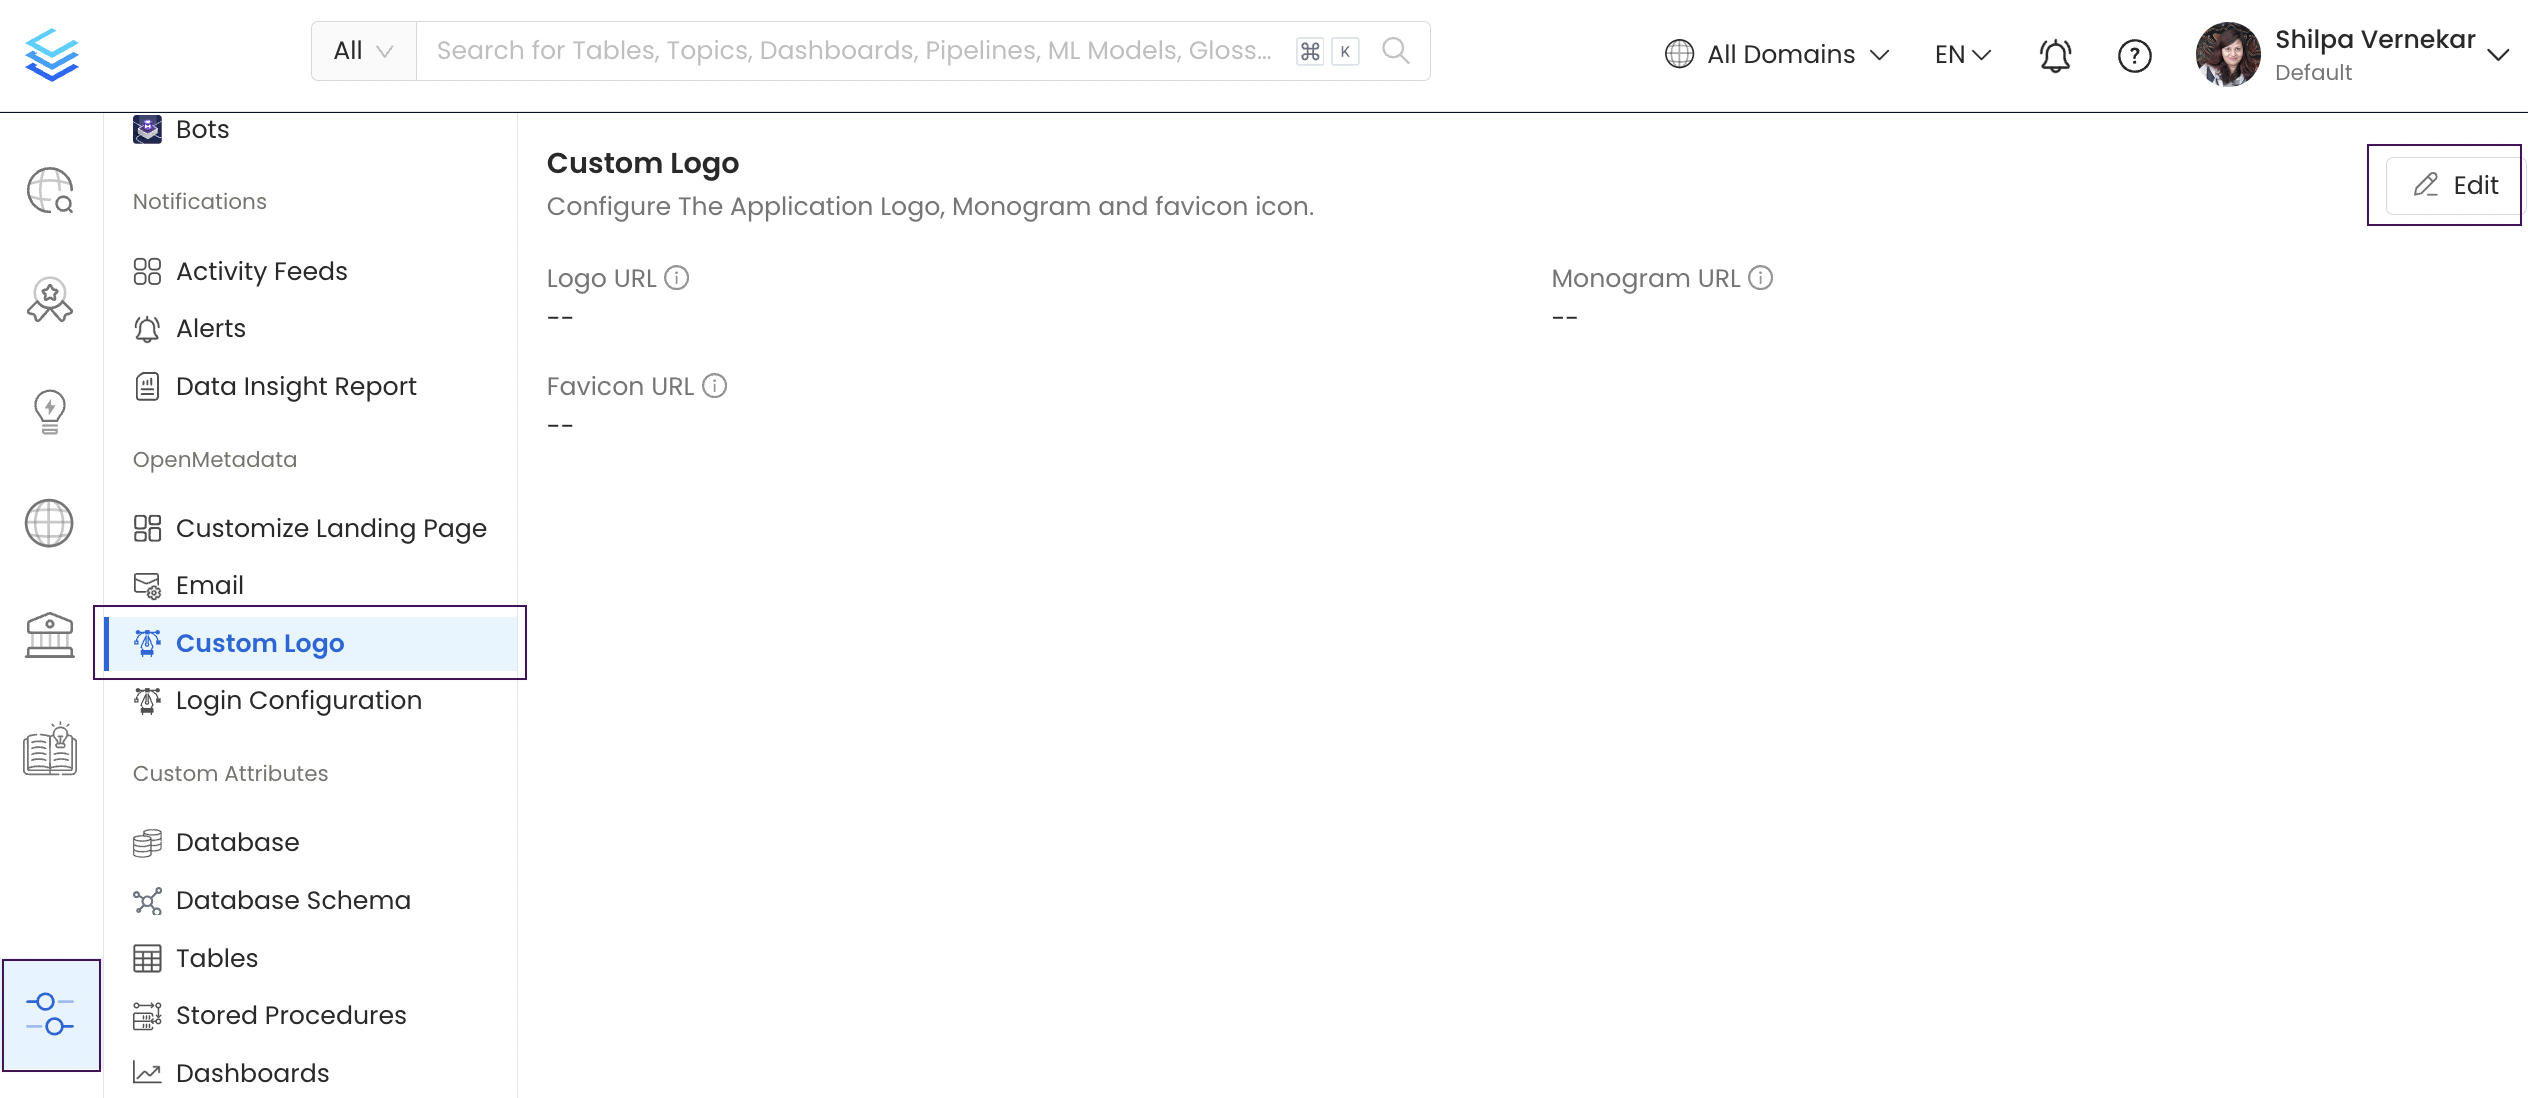 All
Search for Tables, Topics, Dashboards, Pipelines, ML Models, Gloss...
⌘ K
All Domains
EN
Shilpa Vernekar
Default
Bots
Notifications
Activity Feeds
Alerts
Data Insight Report
OpenMetadata
Customize Landing Page
Email
Custom Logo
Login Configuration
Custom Attributes
Database
Database Schema
Tables
Stored Procedures
Dashboards
Custom Logo
Configure The Application Logo, Monogram and favicon icon.
Edit
Logo URL
--
Monogram URL
--
Favicon URL
--